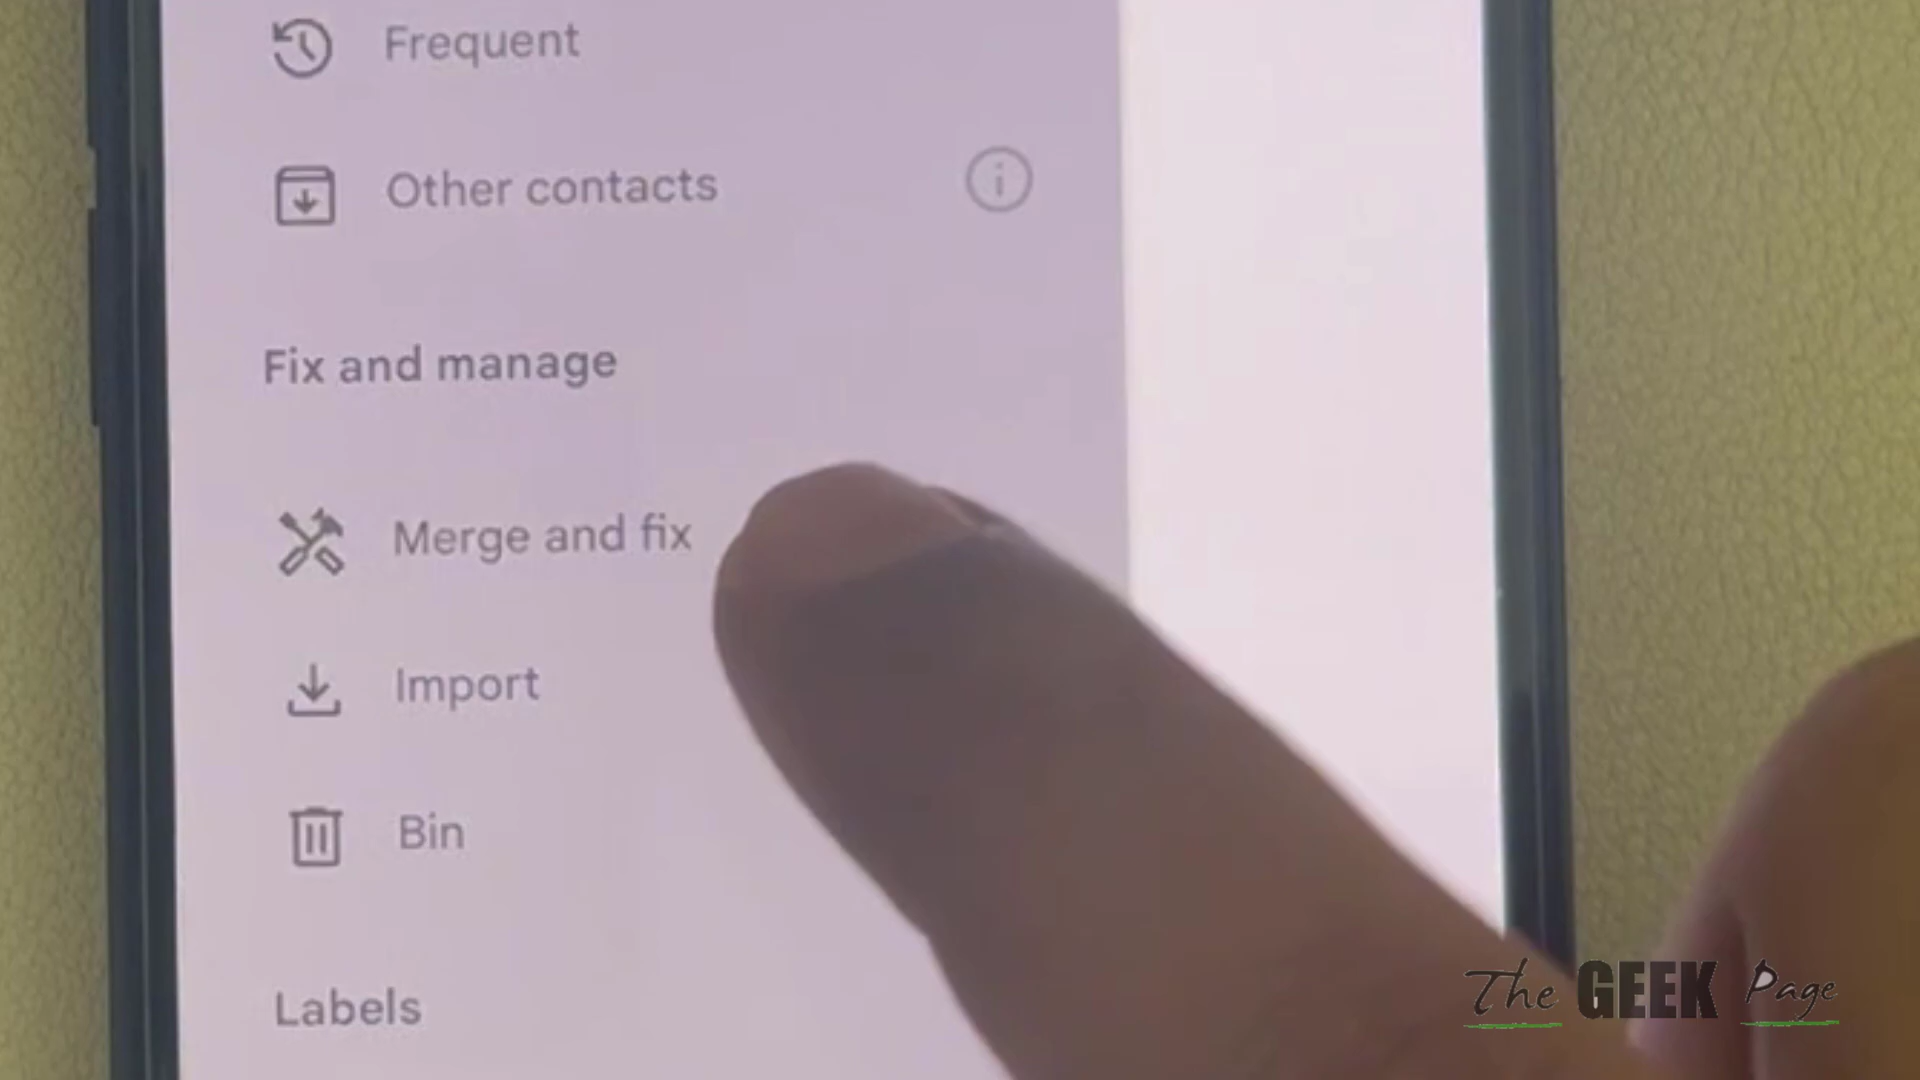 Frequent
Other contacts
Fix and manage
Merge and fix
Import
Bin
Labels
The GEEK Page